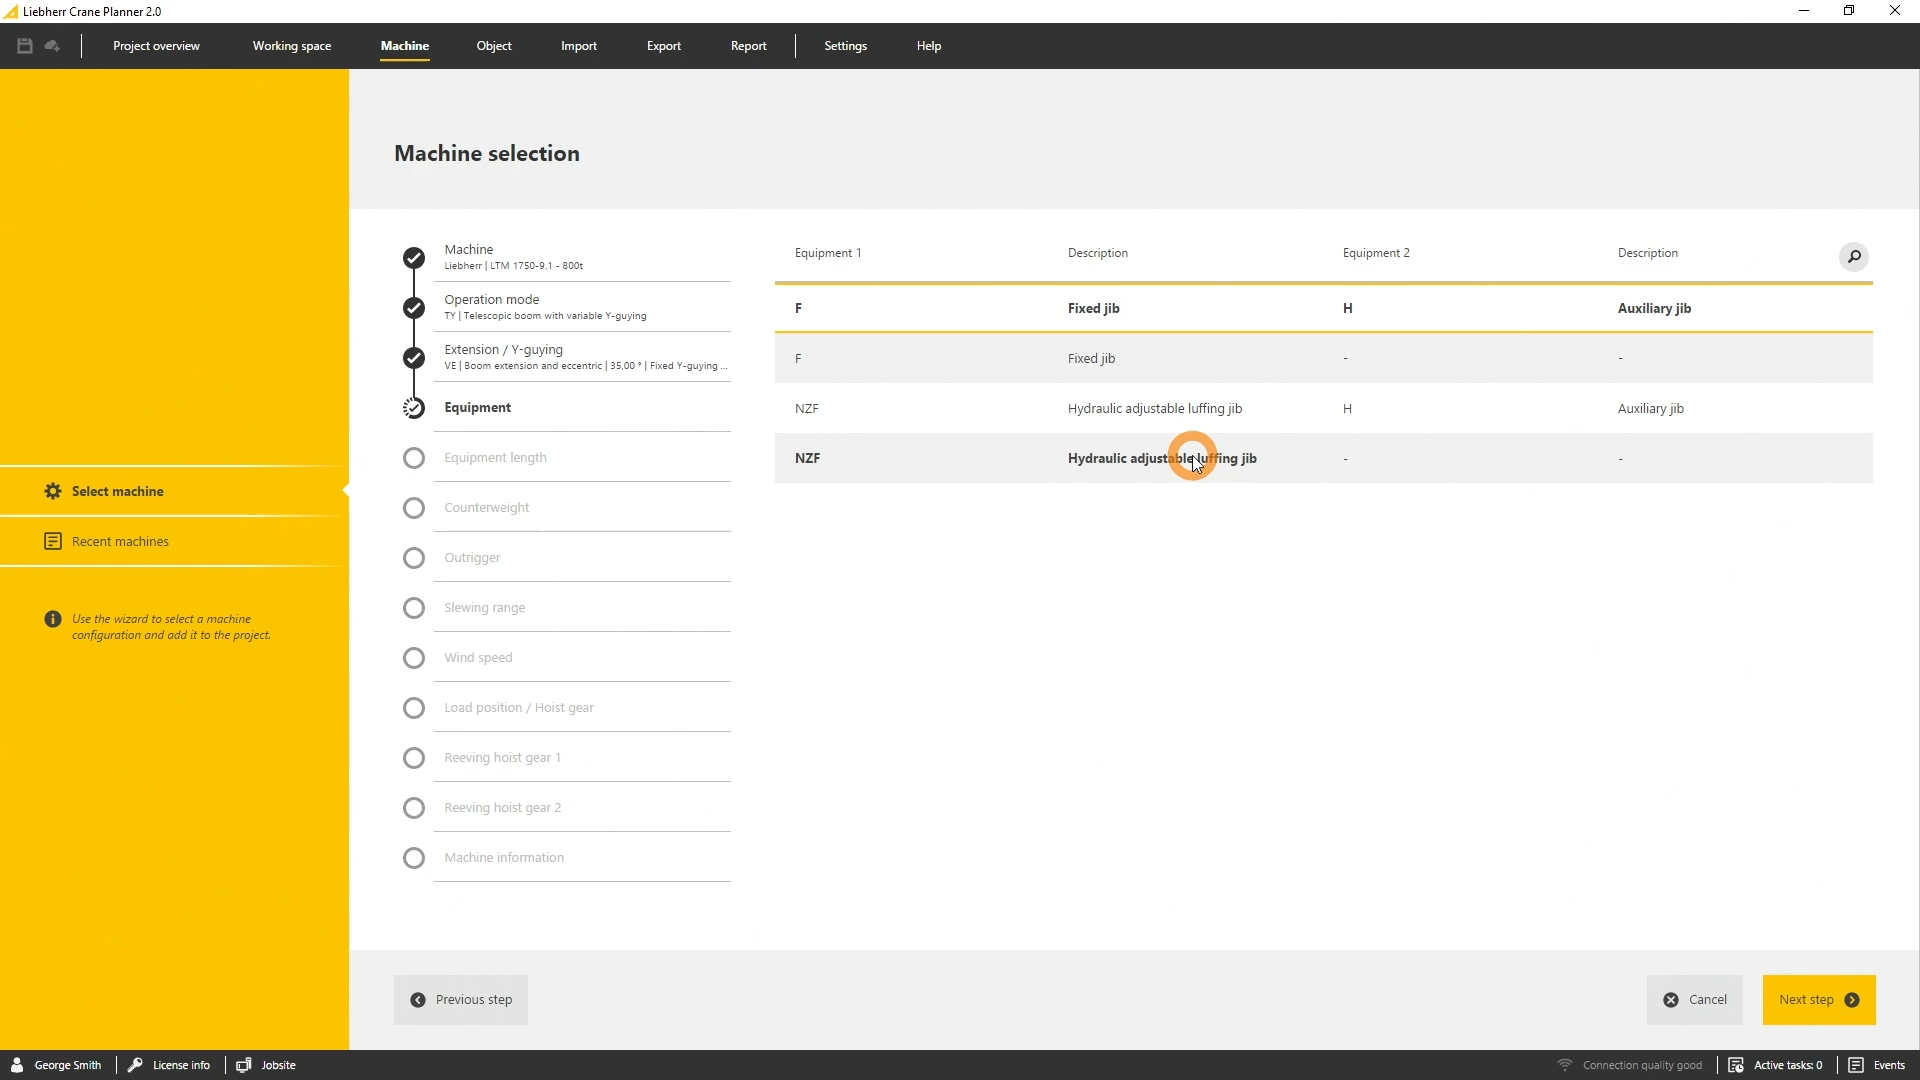 Liebherr Crane Planner 2.0
Project overview
Working space
Machine
Object
Import
Export
Report
Settings
Help
Machine selection
Select machine
Recent machines
Use the wizard to select a machine
configuration and add it to the project.
Machine
Liebherr | LTM 1750-9.1 - 800t
Operation mode
TY | Telescopic boom with variable Y-guying
Extension / Y-guying
VE | Boom extension and eccentric | 35,00 ° | Fixed Y-guying ...
Equipment
Equipment length
Counterweight
Outrigger
Slewing range
Wind speed
Load position / Hoist gear
Reeving hoist gear 1
Reeving hoist gear 2
Machine information
Equipment 1 Description Equipment 2 Description
F Fixed jib H Auxiliary jib
F Fixed jib - -
NZF Hydraulic adjustable luffing jib H Auxiliary jib
NZF Hydraulic adjustable luffing jib - -
Previous step
Cancel
Next step
George Smith
License info
Jobsite
Connection quality good
Active tasks: 0
Events